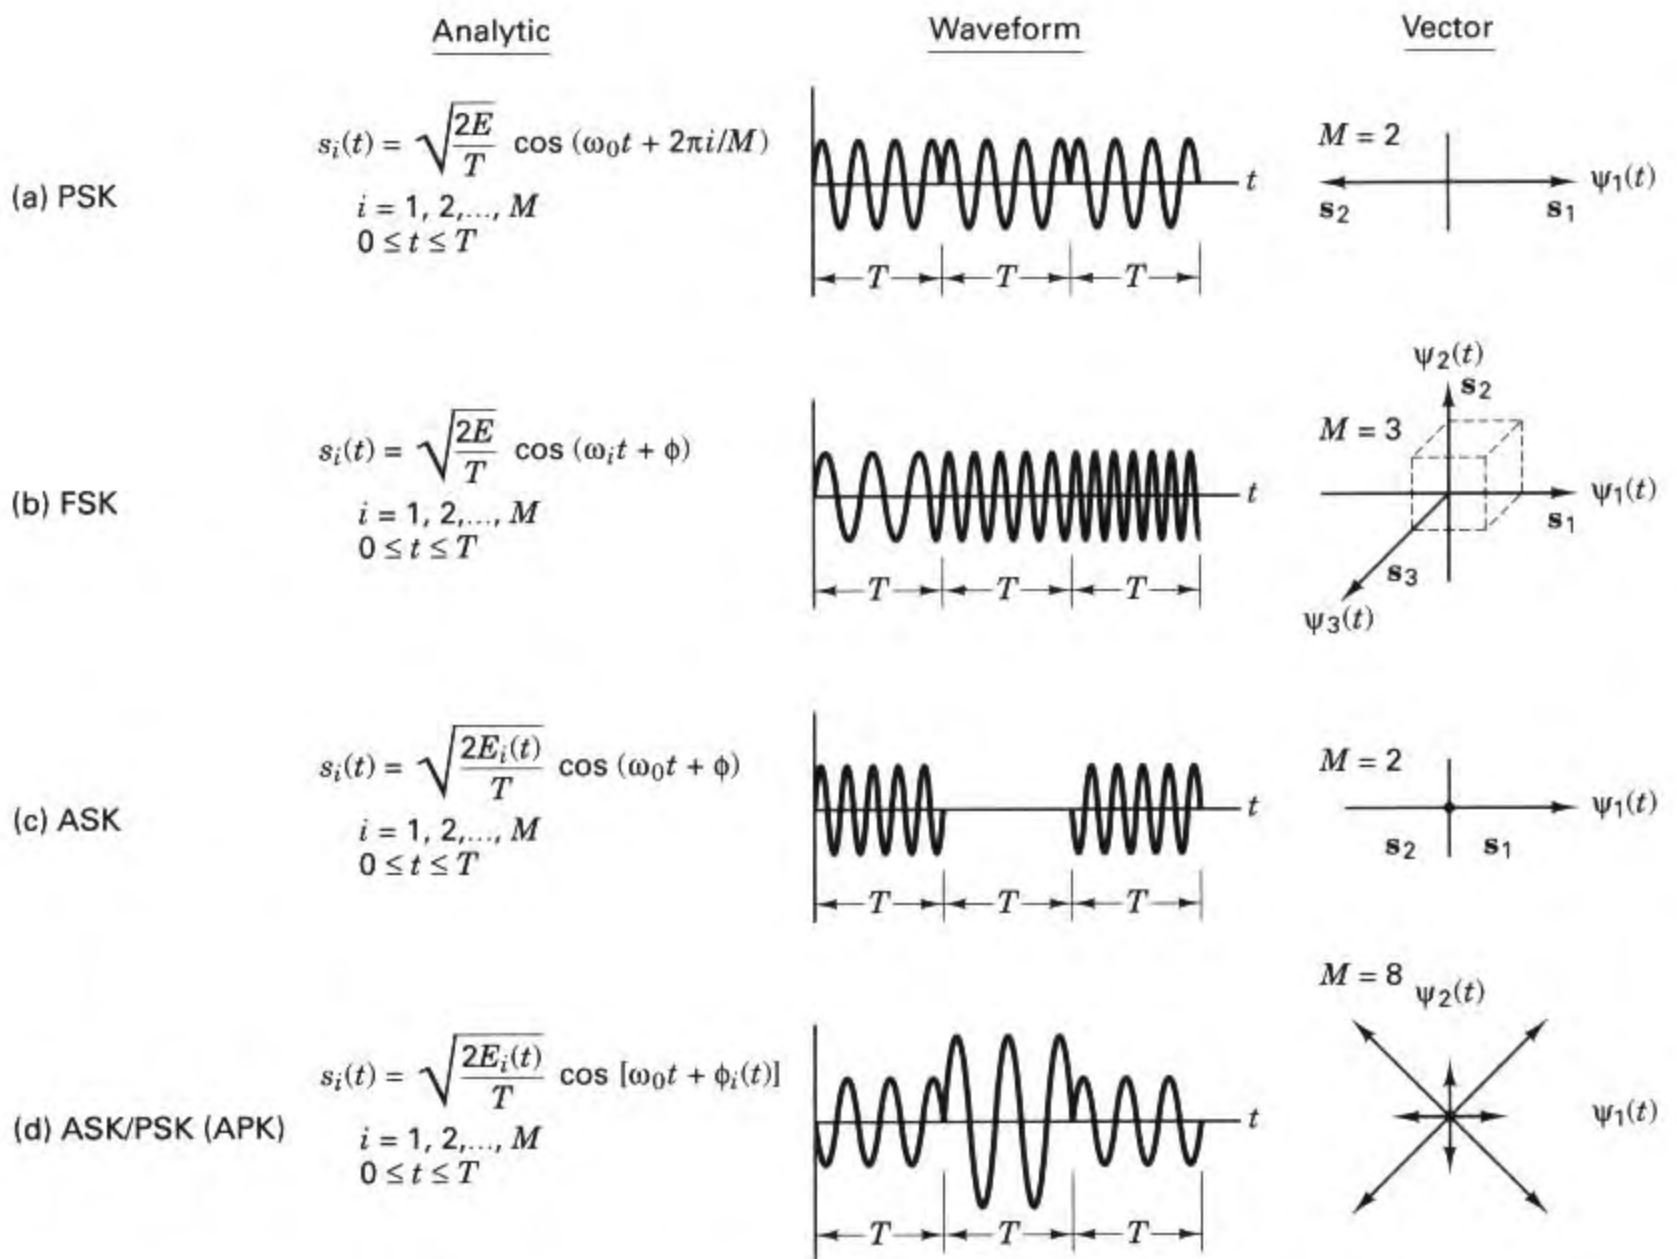 Analytic Waveform Vector
(a) PSK
s_i(t) = √(2E/T) cos (ω₀t + 2πi/M)
i = 1, 2,..., M
0 ≤ t ≤ T
t
T T T
M = 2
ψ₁(t)
s₂ s₁
(b) FSK
s_i(t) = √(2E/T) cos (ω_i t + ϕ)
i = 1, 2,..., M
0 ≤ t ≤ T
t
T T T
ψ₂(t)
s₂
M = 3
ψ₁(t)
s₁
s₃
ψ₃(t)
(c) ASK
s_i(t) = √(2E_i(t)/T) cos (ω₀t + ϕ)
i = 1, 2,..., M
0 ≤ t ≤ T
t
T T T
M = 2
ψ₁(t)
s₂ s₁
(d) ASK/PSK (APK)
s_i(t) = √(2E_i(t)/T) cos [ω₀t + ϕ_i(t)]
i = 1, 2,..., M
0 ≤ t ≤ T
t
T T T
M = 8
ψ₂(t)
ψ₁(t)